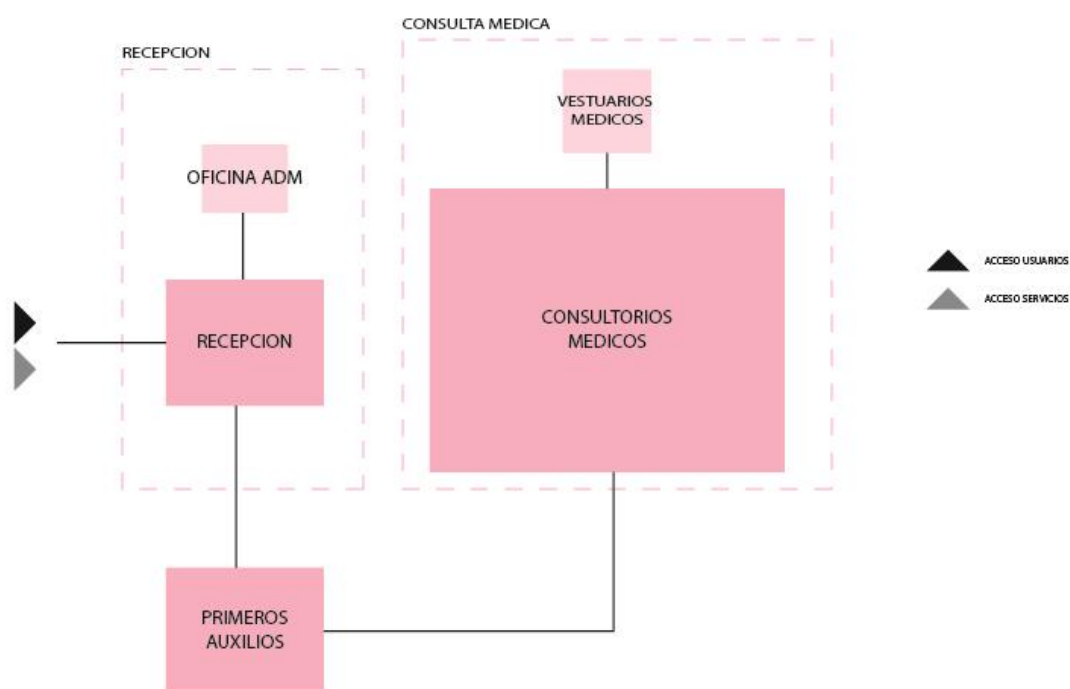 CONSULTA MEDICA
RECEPCION
VESTUARIOS
MEDICOS
OFICINA ADM
ACCESO USUARIOS
ACCESO SERVICIOS
CONSULTORIOS
MEDICOS
RECEPCION
PRIMEROS
AUXILIOS